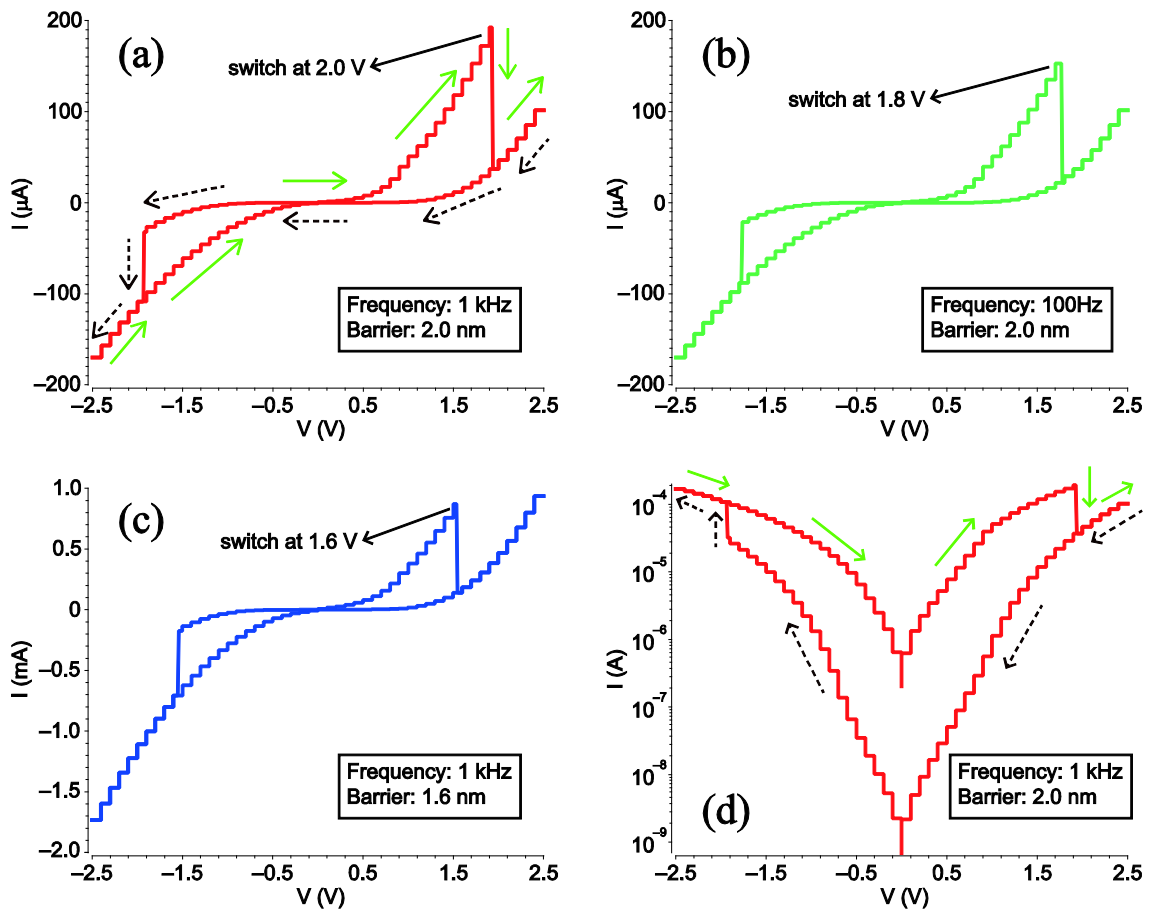 (a)
switch at 2.0 V
I (µA)
200
100
0
–100
–200
Frequency: 1 kHz
Barrier: 2.0 nm
–2.5
–1.5
–0.5
0.5
1.5
2.5
V (V)
(b)
switch at 1.8 V
I (µA)
200
100
0
–100
–200
Frequency: 100Hz
Barrier: 2.0 nm
–2.5
–1.5
–0.5
0.5
1.5
2.5
V (V)
(c)
switch at 1.6 V
I (mA)
1.0
0.5
0
–0.5
–1.0
–1.5
–2.0
Frequency: 1 kHz
Barrier: 1.6 nm
–2.5
–1.5
–0.5
0.5
1.5
2.5
V (V)
I (A)
10⁻⁴
10⁻⁵
10⁻⁶
10⁻⁷
10⁻⁸
10⁻⁹
Frequency: 1 kHz
Barrier: 2.0 nm
(d)
–2.5
–1.5
–0.5
0.5
1.5
2.5
V (V)